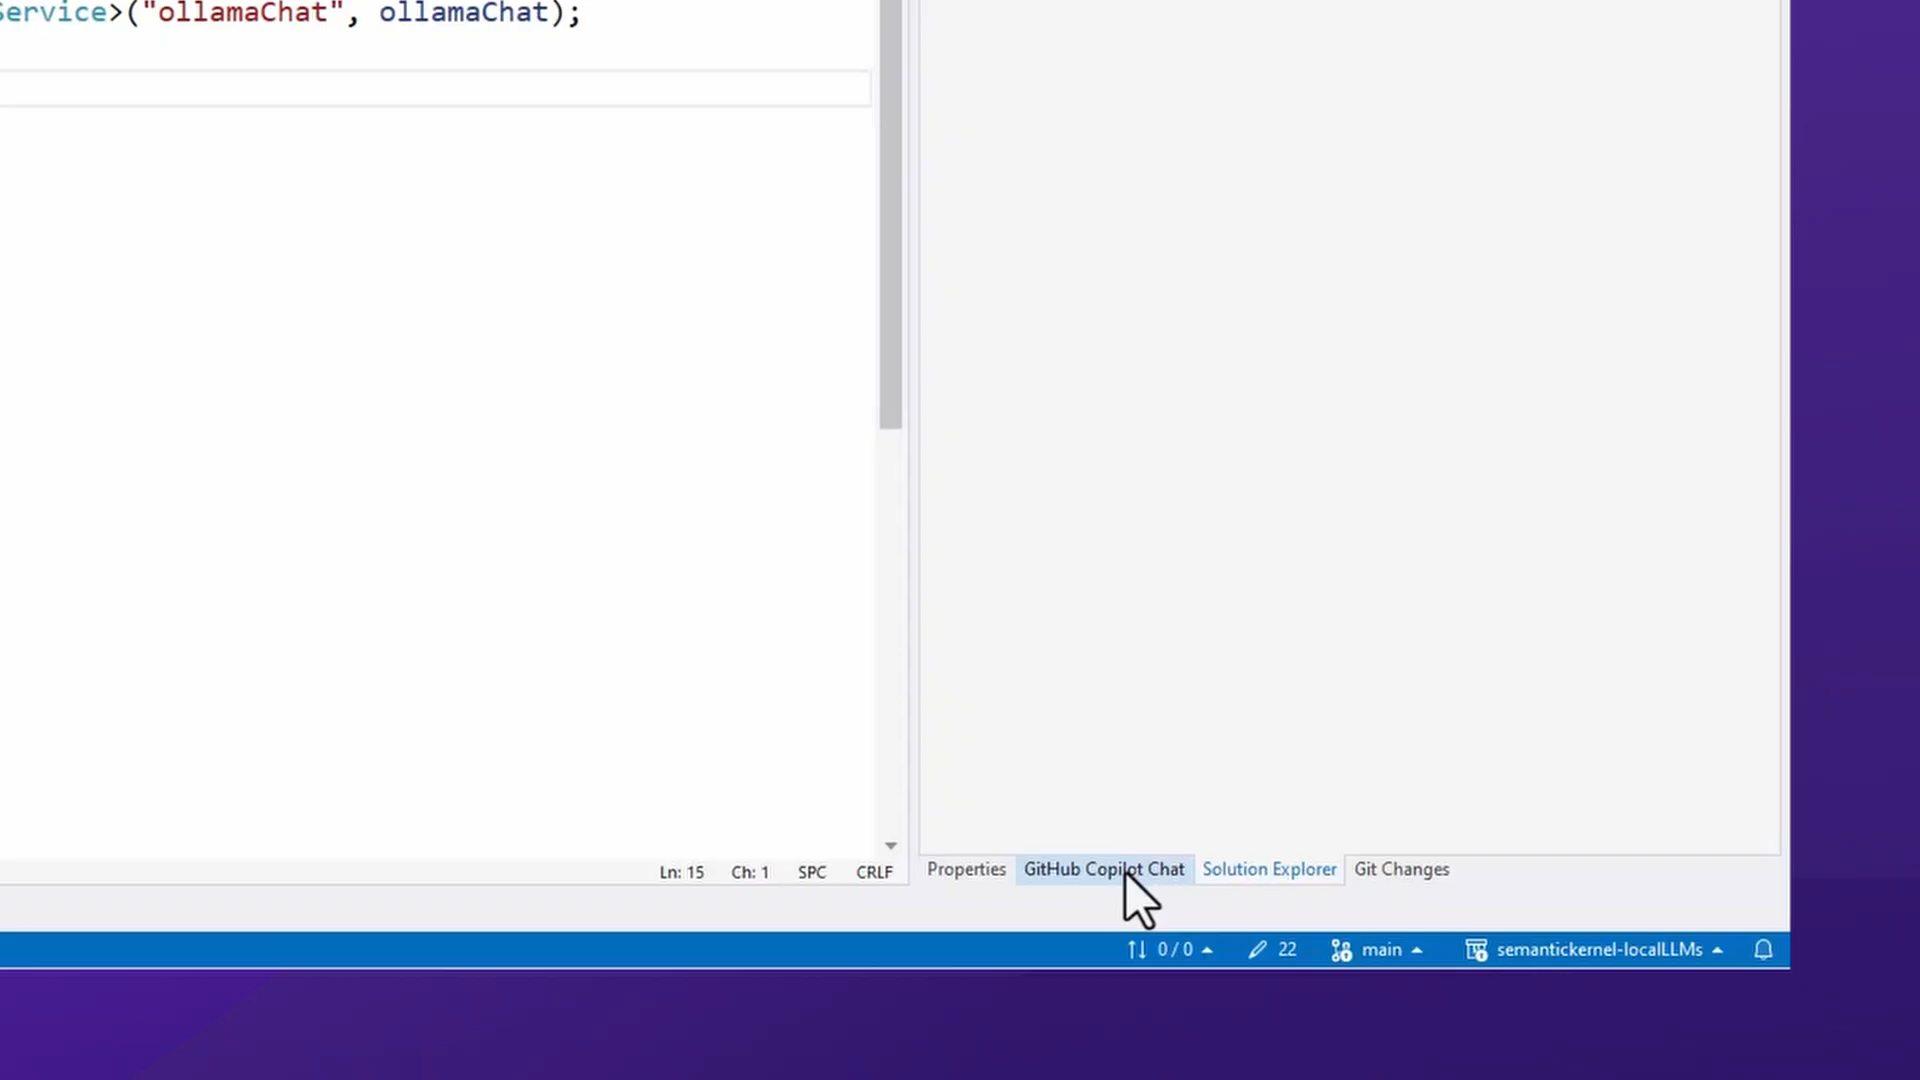 Service>("ollamaChat", ollamaChat);
Ln: 15 Ch: 1 SPC CRLF
Properties GitHub Copilot Chat Solution Explorer Git Changes
0 / 0 22 main semantickernel-localLLMs